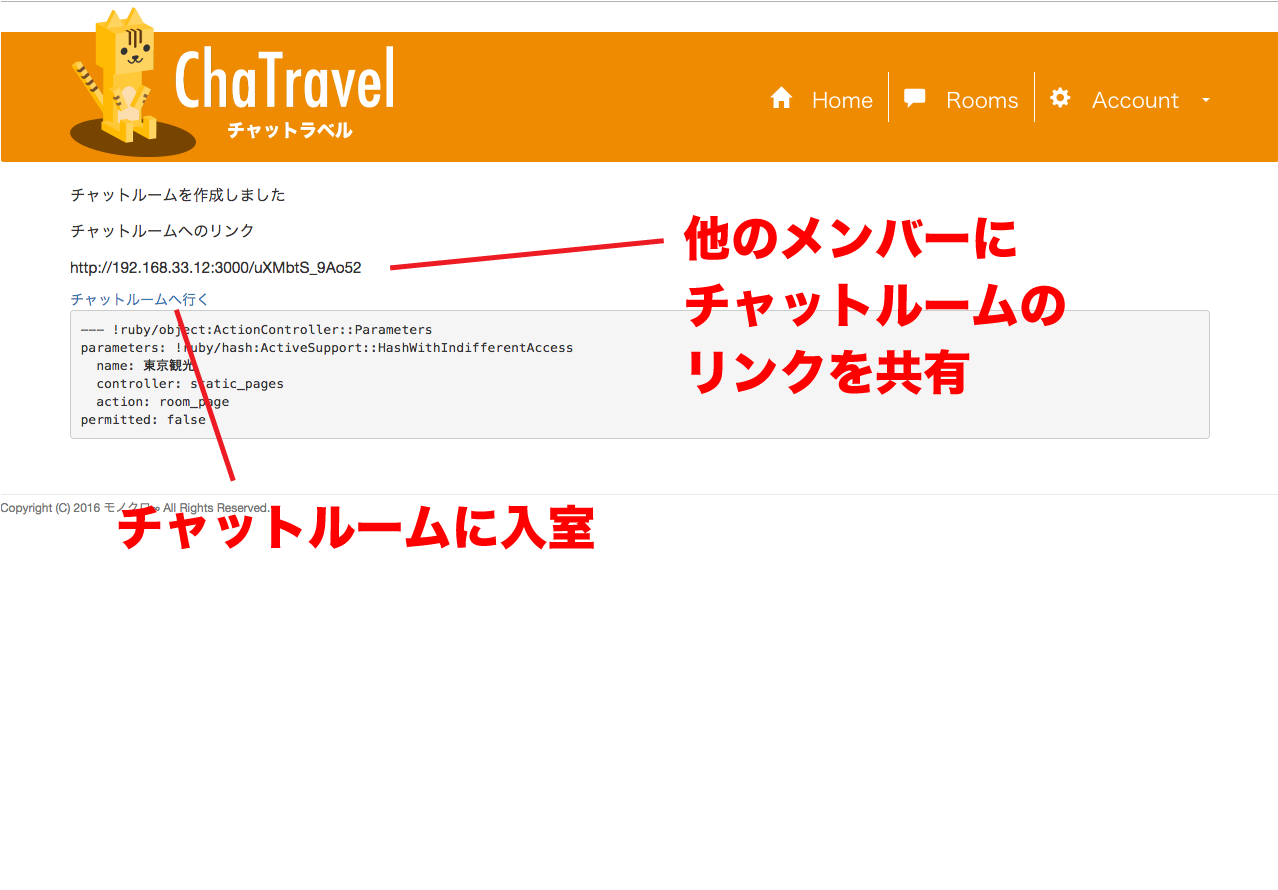 ChaTravel
チャットラベル
Home
Rooms
Account
チャットルームを作成しました
チャットルームへのリンク
http://192.168.33.12:3000/uXMbtS_9Ao52
チャットルームへ行く
他のメンバーに
チャットルームの
リンクを共有
--- !ruby/object:ActionController::Parameters
parameters: !ruby/hash:ActiveSupport::HashWithIndifferentAccess
name: 東京観光
controller: static_pages
action: room_page
permitted: false
Copyright (C) 2016 モノクロ∞ All Rights Reserved.
チャットルームに入室